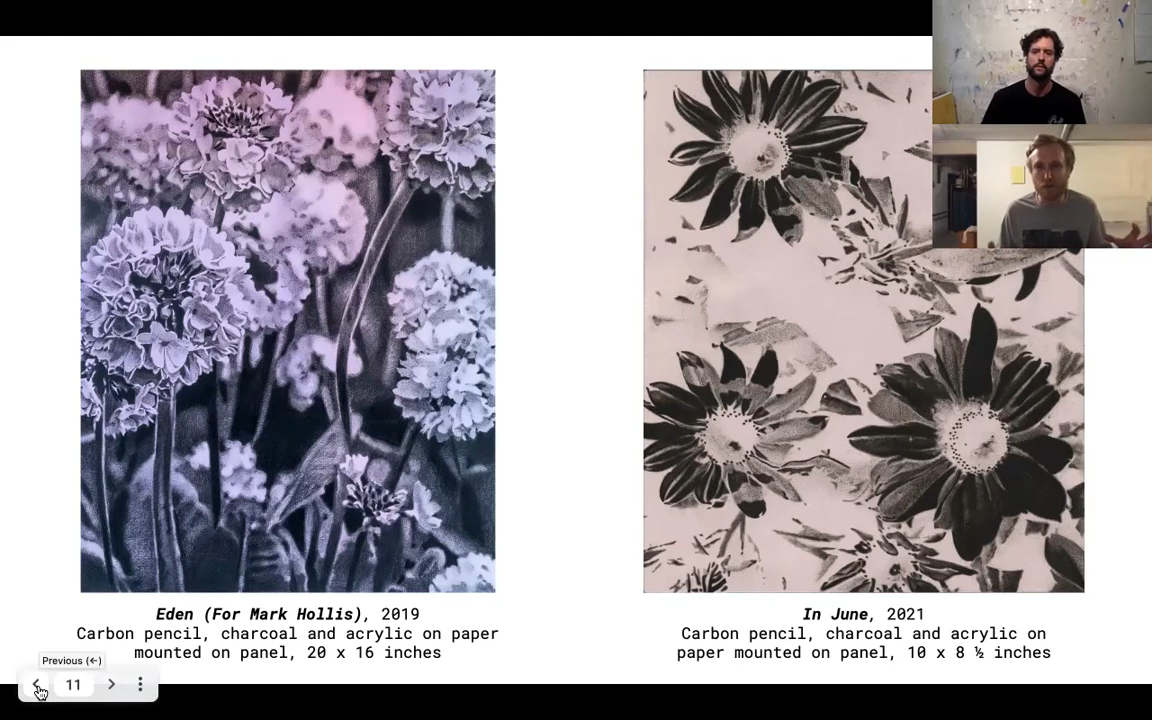 Eden (For Mark Hollis), 2019
Carbon pencil, charcoal and acrylic on paper
mounted on panel, 20 x 16 inches
In June, 2021
Carbon pencil, charcoal and acrylic on
paper mounted on panel, 10 x 8 ½ inches
Previous (←)
11